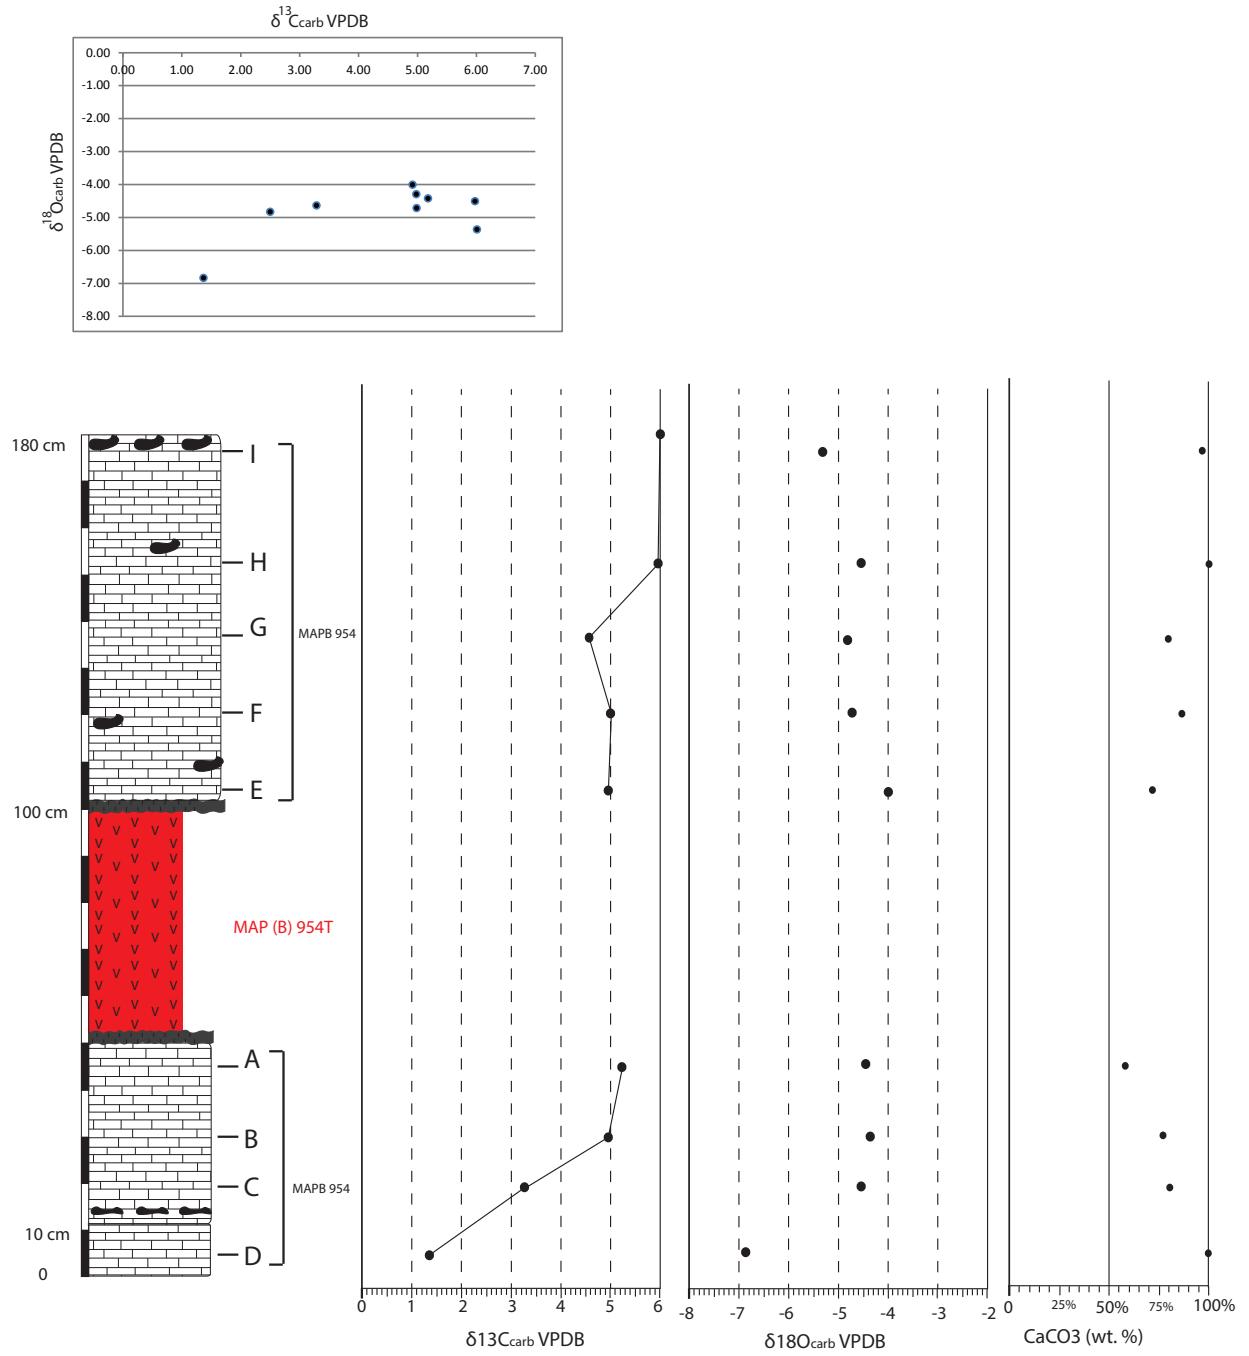 δ13Ccarb VPDB
0.00
0.00 1.00 2.00 3.00 4.00 5.00 6.00 7.00
-1.00
-2.00
-3.00
-4.00
-5.00
-6.00
-7.00
-8.00
δ18Ocarb VPDB
180 cm
I
H
G
MAPB 954
F
E
100 cm
V V V V V
V V V V V
V V V V V
V V V V V
V V V V V
V V V V V
V V V V V
V V V V V
V V V V V
V V V V V
V V V V V
MAP (B) 954T
A
B
C
MAPB 954
10 cm
D
0
0 1 2 3 4 5 6
δ13Ccarb VPDB
-8 -7 -6 -5 -4 -3 -2
δ18Ocarb VPDB
0 25% 50% 75% 100%
CaCO3 (wt. %)